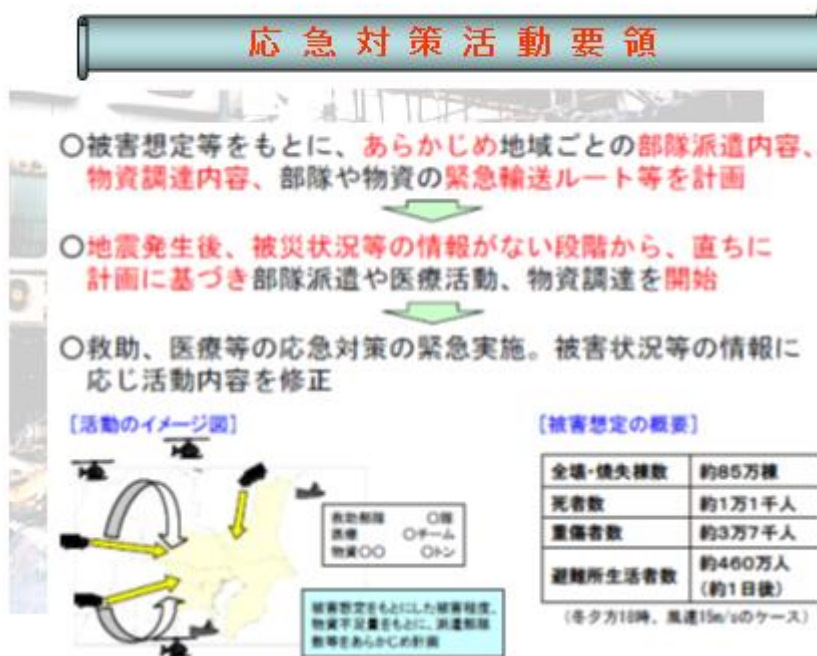 応急対策活動要領
○被害想定等をもとに、あらかじめ地域ごとの部隊派遣内容、
物資調達内容、部隊や物資の緊急輸送ルート等を計画
○地震発生後、被災状況等の情報がない段階から、直ちに
計画に基づき部隊派遣や医療活動、物資調達を開始
○救助、医療等の応急対策の緊急実施。被害状況等の情報に
応じ活動内容を修正
[活動のイメージ図]
救助部隊 ○隊
医療 ○チーム
物資○○ ○トン
被害想定をもとにした被害程度、
物資不足量をもとに、派遣部隊
数等をあらかじめ計画
[被害想定の概要]
全壊・焼失棟数 約85万棟
死者数 約1万1千人
重傷者数 約3万7千人
避難所生活者数 約460万人
(約1日後)
(冬夕方18時、風速15m/sのケース)